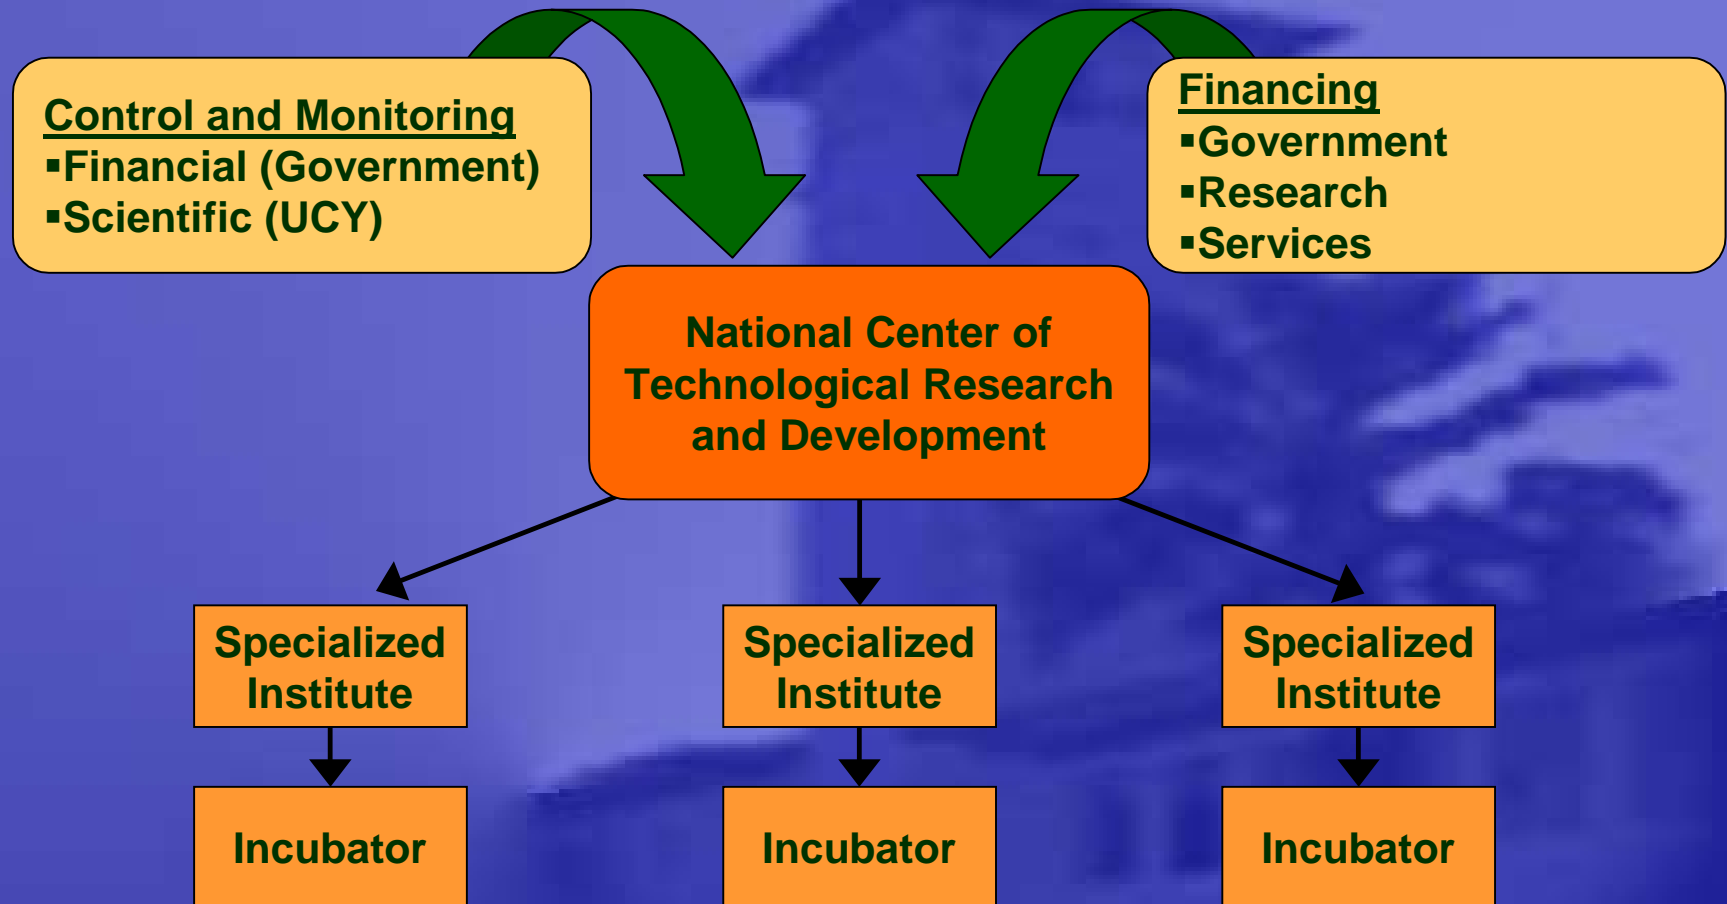 Control and Monitoring
▪Financial (Government)
▪Scientific (UCY)
Financing
▪Government
▪Research
▪Services
National Center of
Technological Research
and Development
Specialized
Institute
Specialized
Institute
Specialized
Institute
Incubator
Incubator
Incubator